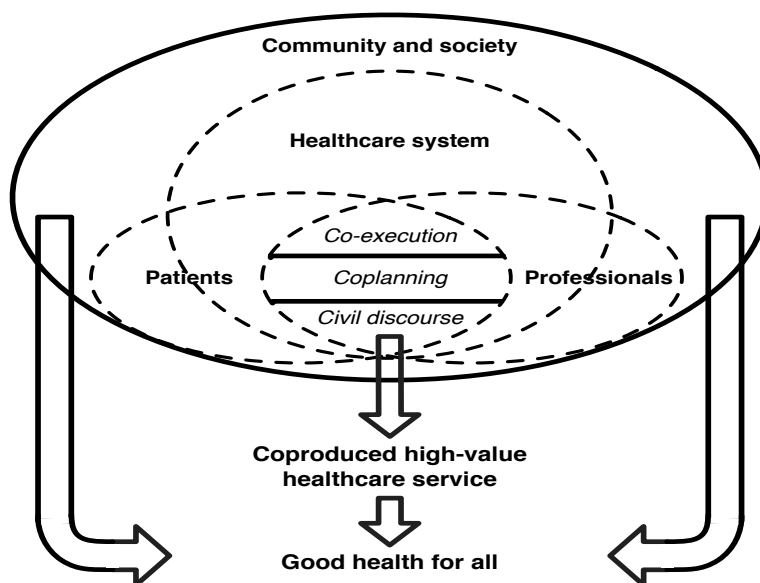 Community and society
Healthcare system
Co-execution
Patients
Coplanning
Professionals
Civil discourse
Coproduced high-value
healthcare service
Good health for all